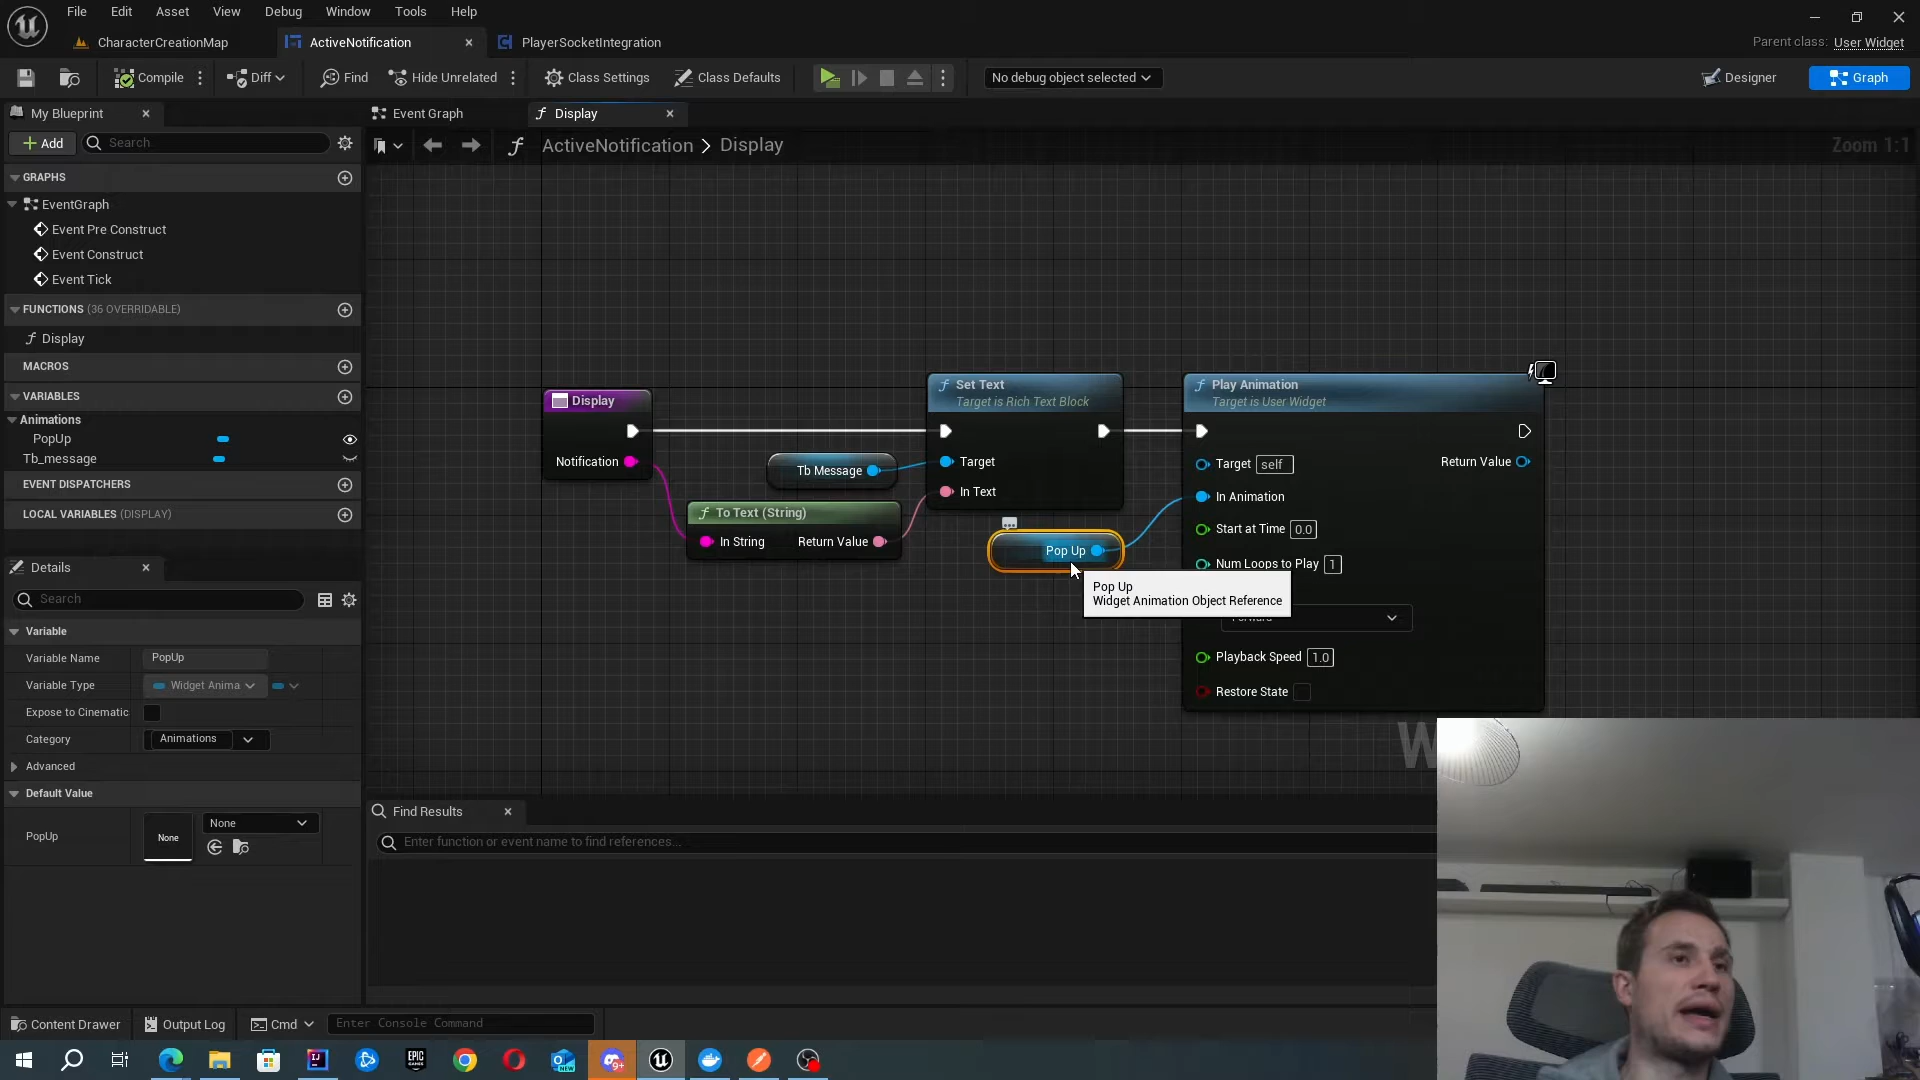 File Edit Asset View Debug Window Tools Help
CharacterCreationMap ActiveNotification PlayerSocketIntegration
Parent class: User Widget
Compile Diff Find Hide Unrelated Class Settings Class Defaults No debug object selected Designer Graph
My Blueprint
Event Graph Display
Add Search
ActiveNotification > Display
Zoom 1:1
GRAPHS
EventGraph
Event Pre Construct
Event Construct
Event Tick
FUNCTIONS (36 OVERRIDABLE)
Display
MACROS
VARIABLES
Animations
PopUp
Tb_message
EVENT DISPATCHERS
LOCAL VARIABLES (DISPLAY)
Details
Search
Variable
Variable Name PopUp
Variable Type Widget Anima
Expose to Cinematic
Category Animations
Advanced
Default Value
PopUp None None
Display
Notification
Tb Message
To Text (String)
In String Return Value
Set Text
Target is Rich Text Block
Target
In Text
Pop Up
Pop Up
Widget Animation Object Reference
Play Animation
Target is User Widget
Target self Return Value
In Animation
Start at Time 0.0
Num Loops to Play 1
Playback Speed 1.0
Restore State
Find Results
Enter function or event name to find references...
Content Drawer Output Log Cmd Enter Console Command